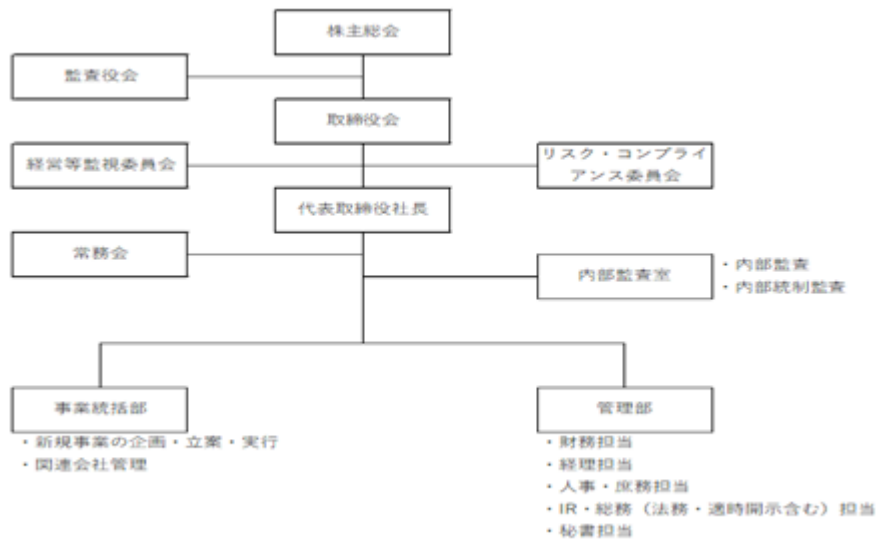 株主総会
監査役会
取締役会
経営等監視委員会
リスク・コンプライ
アンス委員会
代表取締役社長
常務会
内部監査室
・内部監査
・内部統制監査
事業統括部
・新規事業の企画・立案・実行
・関連会社管理
管理部
・財務担当
・経理担当
・人事・庶務担当
・IR・総務（法務・適時開示含む）担当
・秘書担当